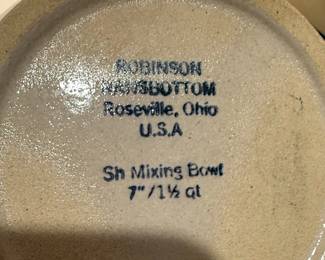 ROBINSON
RANSBOTTOM
Roseville, Ohio
U.S.A
Sh Mixing Bowl
7"/1½ qt